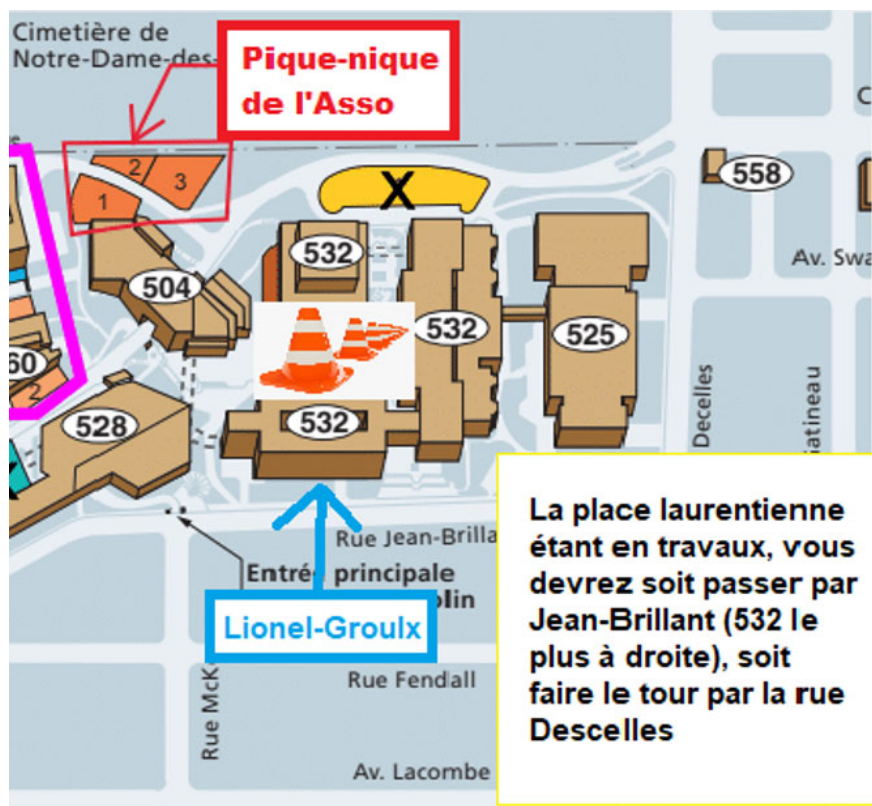 Cimetière de
Notre-Dame-des-
Pique-nique
de l'Asso
2
3
1
X
558
532
504
Av. Swa
532
525
60
2
532
528
Decelles
atineau
Rue Jean-Brilla
Entrée principale
olin
Lionel-Groulx
Rue McK
Rue Fendall
Av. Lacombe
La place laurentienne
étant en travaux, vous
devrez soit passer par
Jean-Brillant (532 le
plus à droite), soit
faire le tour par la rue
Descelles